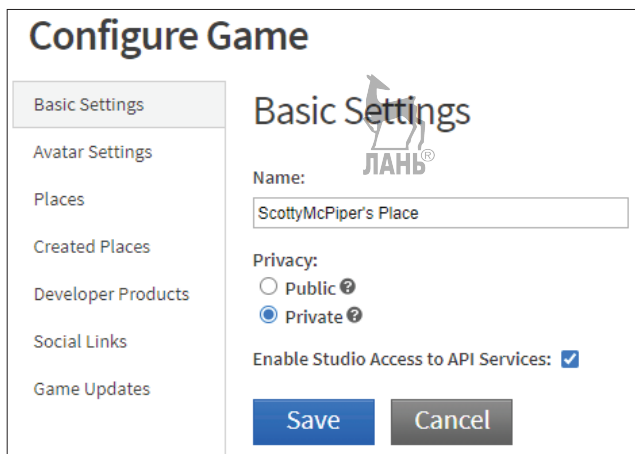 Configure Game
Basic Settings
Avatar Settings
Places
Created Places
Developer Products
Social Links
Game Updates
Basic Settings
ЛАНЬ®
Name:
ScottyMcPiper's Place
Privacy:
Public ?
Private ?
Enable Studio Access to API Services:
Save
Cancel